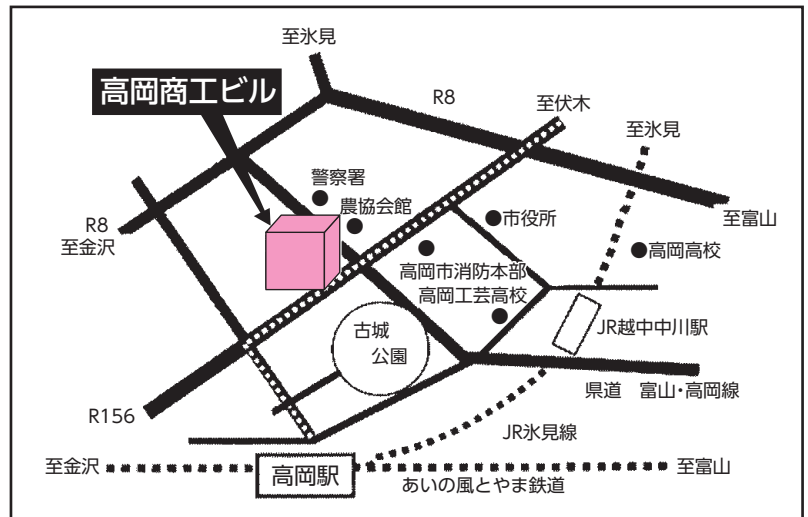 至氷見
高岡商工ビル
R8
至伏木
至氷見
警察署
農協会館
市役所
至富山
R8
至金沢
高岡市消防本部
高岡高校
高岡工芸高校
古城
公園
JR越中中川駅
県道　富山・高岡線
R156
JR氷見線
至金沢
高岡駅
至富山
あいの風とやま鉄道